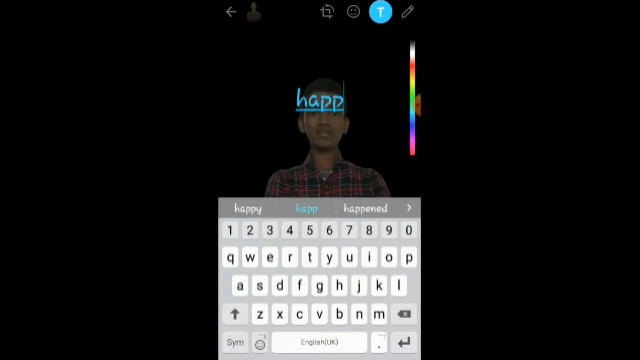 T
happ
happy happ happened
1 2 3 4 5 6 7 8 9 0
q w e r t y u i o p
a s d f g h j k l
z x c v b n m
Sym English(UK) .